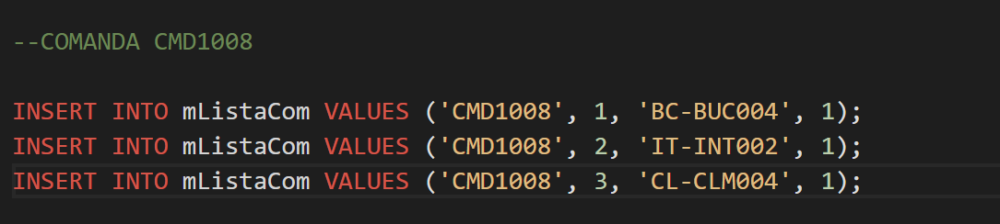 --COMANDA CMD1008
INSERT INTO mListaCom VALUES ('CMD1008', 1, 'BC-BUC004', 1);
INSERT INTO mListaCom VALUES ('CMD1008', 2, 'IT-INT002', 1);
INSERT INTO mListaCom VALUES ('CMD1008', 3, 'CL-CLM004', 1);